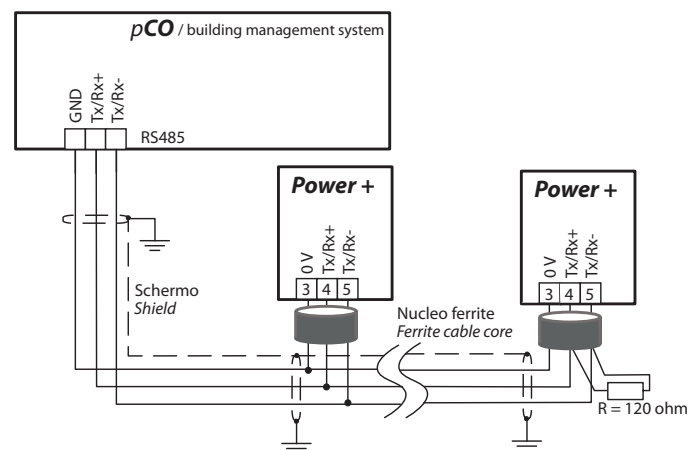 pCO / building management system
GND
Tx/Rx+
Tx/Rx-
RS485
Power +
0 V
Tx/Rx+
Tx/Rx-
3 4 5
Power +
0 V
Tx/Rx+
Tx/Rx-
3 4 5
Schermo
Shield
Nucleo ferrite
Ferrite cable core
R = 120 ohm